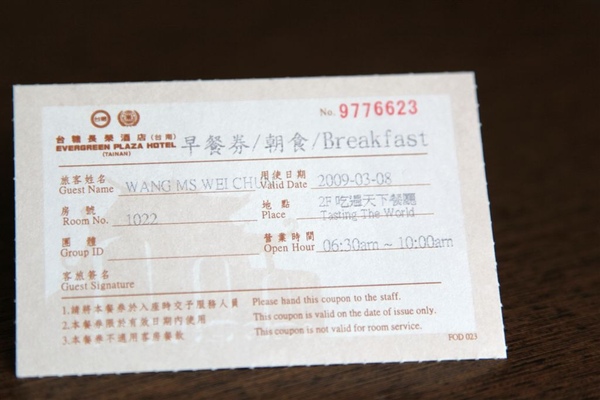 No. 9776623
台糖長榮酒店(台南)
EVERGREEN PLAZA HOTEL
(TAINAN)
早餐券/朝食/Breakfast
旅客姓名
Guest Name WANG MS.WEI CHU
使用日期
Valid Date 2009-03-08
房 號
Room No. 1022
地 點
Place 2F 吃遍天下餐廳
Tasting The World
團 體
Group ID
營業時間
Open Hour 06:30am ~ 10:00am
客旅簽名
Guest Signature
1.請將本餐券於入座時交予服務人員 Please hand this coupon to the staff.
2.本餐券限於有效日期內使用 This coupon is valid on the date of issue only.
3.本餐券不適用客房餐飲 This coupon is not valid for room service.
FOD 023